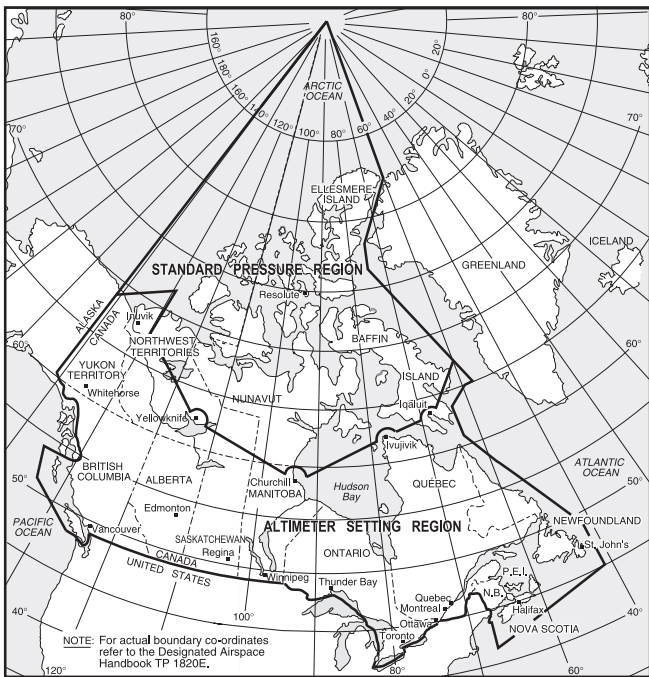 80°
80°
160°
180°
160°
140°
120°
100°
80°
60°
40°
20°
0°
20°
160°
180°
160°
140°
ARCTIC
OCEAN
70°
70°
ELLESMERE
ISLAND
ICELAND
GREENLAND
STANDARD PRESSURE REGION
Resolute
ALASKA
CANADA
Inuvik
NORTHWEST
TERRITORIES
BAFFIN
ISLAND
60°
60°
YUKON
TERRITORY
Whitehorse
NUNAVUT
Iqaluit
Yellowknife
Ivujivik
BRITISH
COLUMBIA
ALBERTA
Churchill
MANITOBA
Hudson
Bay
QUÉBEC
ATLANTIC
OCEAN
50°
50°
Edmonton
PACIFIC
OCEAN
Vancouver
ALTIMETER SETTING REGION
NEWFOUNDLAND
St. John's
SASKATCHEWAN
Regina
ONTARIO
CANADA
UNITED STATES
Winnipeg
Thunder Bay
P.E.I.
N.B.
Quebec
Montreal
Ottawa
Toronto
Halifax
NOVA SCOTIA
40°
40°
100°
NOTE: For actual boundary co-ordinates
refer to the Designated Airspace
Handbook TP 1820E.
120°
80°
60°